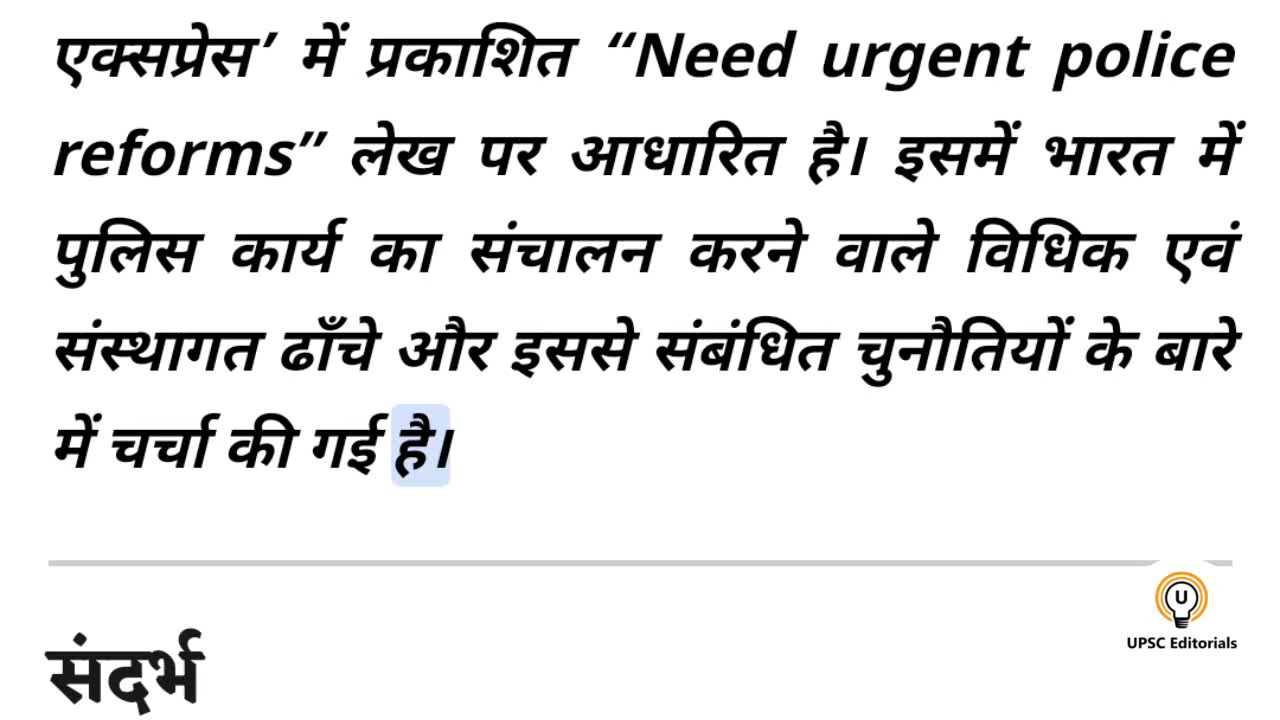 एक्सप्रेस’ में प्रकाशित “Need urgent police
reforms” लेख पर आधारित है। इसमें भारत में
पुलिस कार्य का संचालन करने वाले विधिक एवं
संस्थागत ढाँचे और इससे संबंधित चुनौतियों के बारे
में चर्चा की गई है।
U
UPSC Editorials
संदर्भ